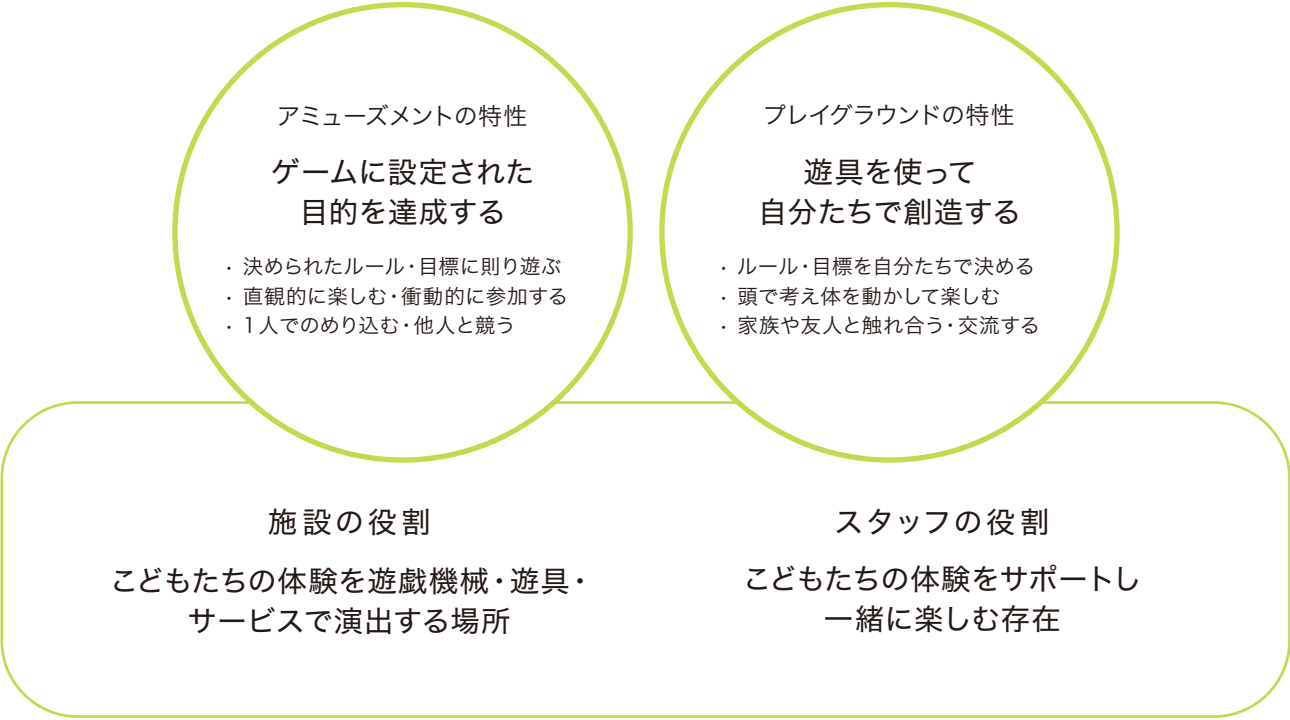 アミューズメントの特性
ゲームに設定された
目的を達成する
・ 決められたルール・目標に則り遊ぶ
・ 直観的に楽しむ・衝動的に参加する
・ 1人でのめり込む・他人と競う
プレイグラウンドの特性
遊具を使って
自分たちで創造する
・ ルール・目標を自分たちで決める
・ 頭で考え体を動かして楽しむ
・ 家族や友人と触れ合う・交流する
施設の役割
こどもたちの体験を遊戯機械・遊具・
サービスで演出する場所
スタッフの役割
こどもたちの体験をサポートし
一緒に楽しむ存在